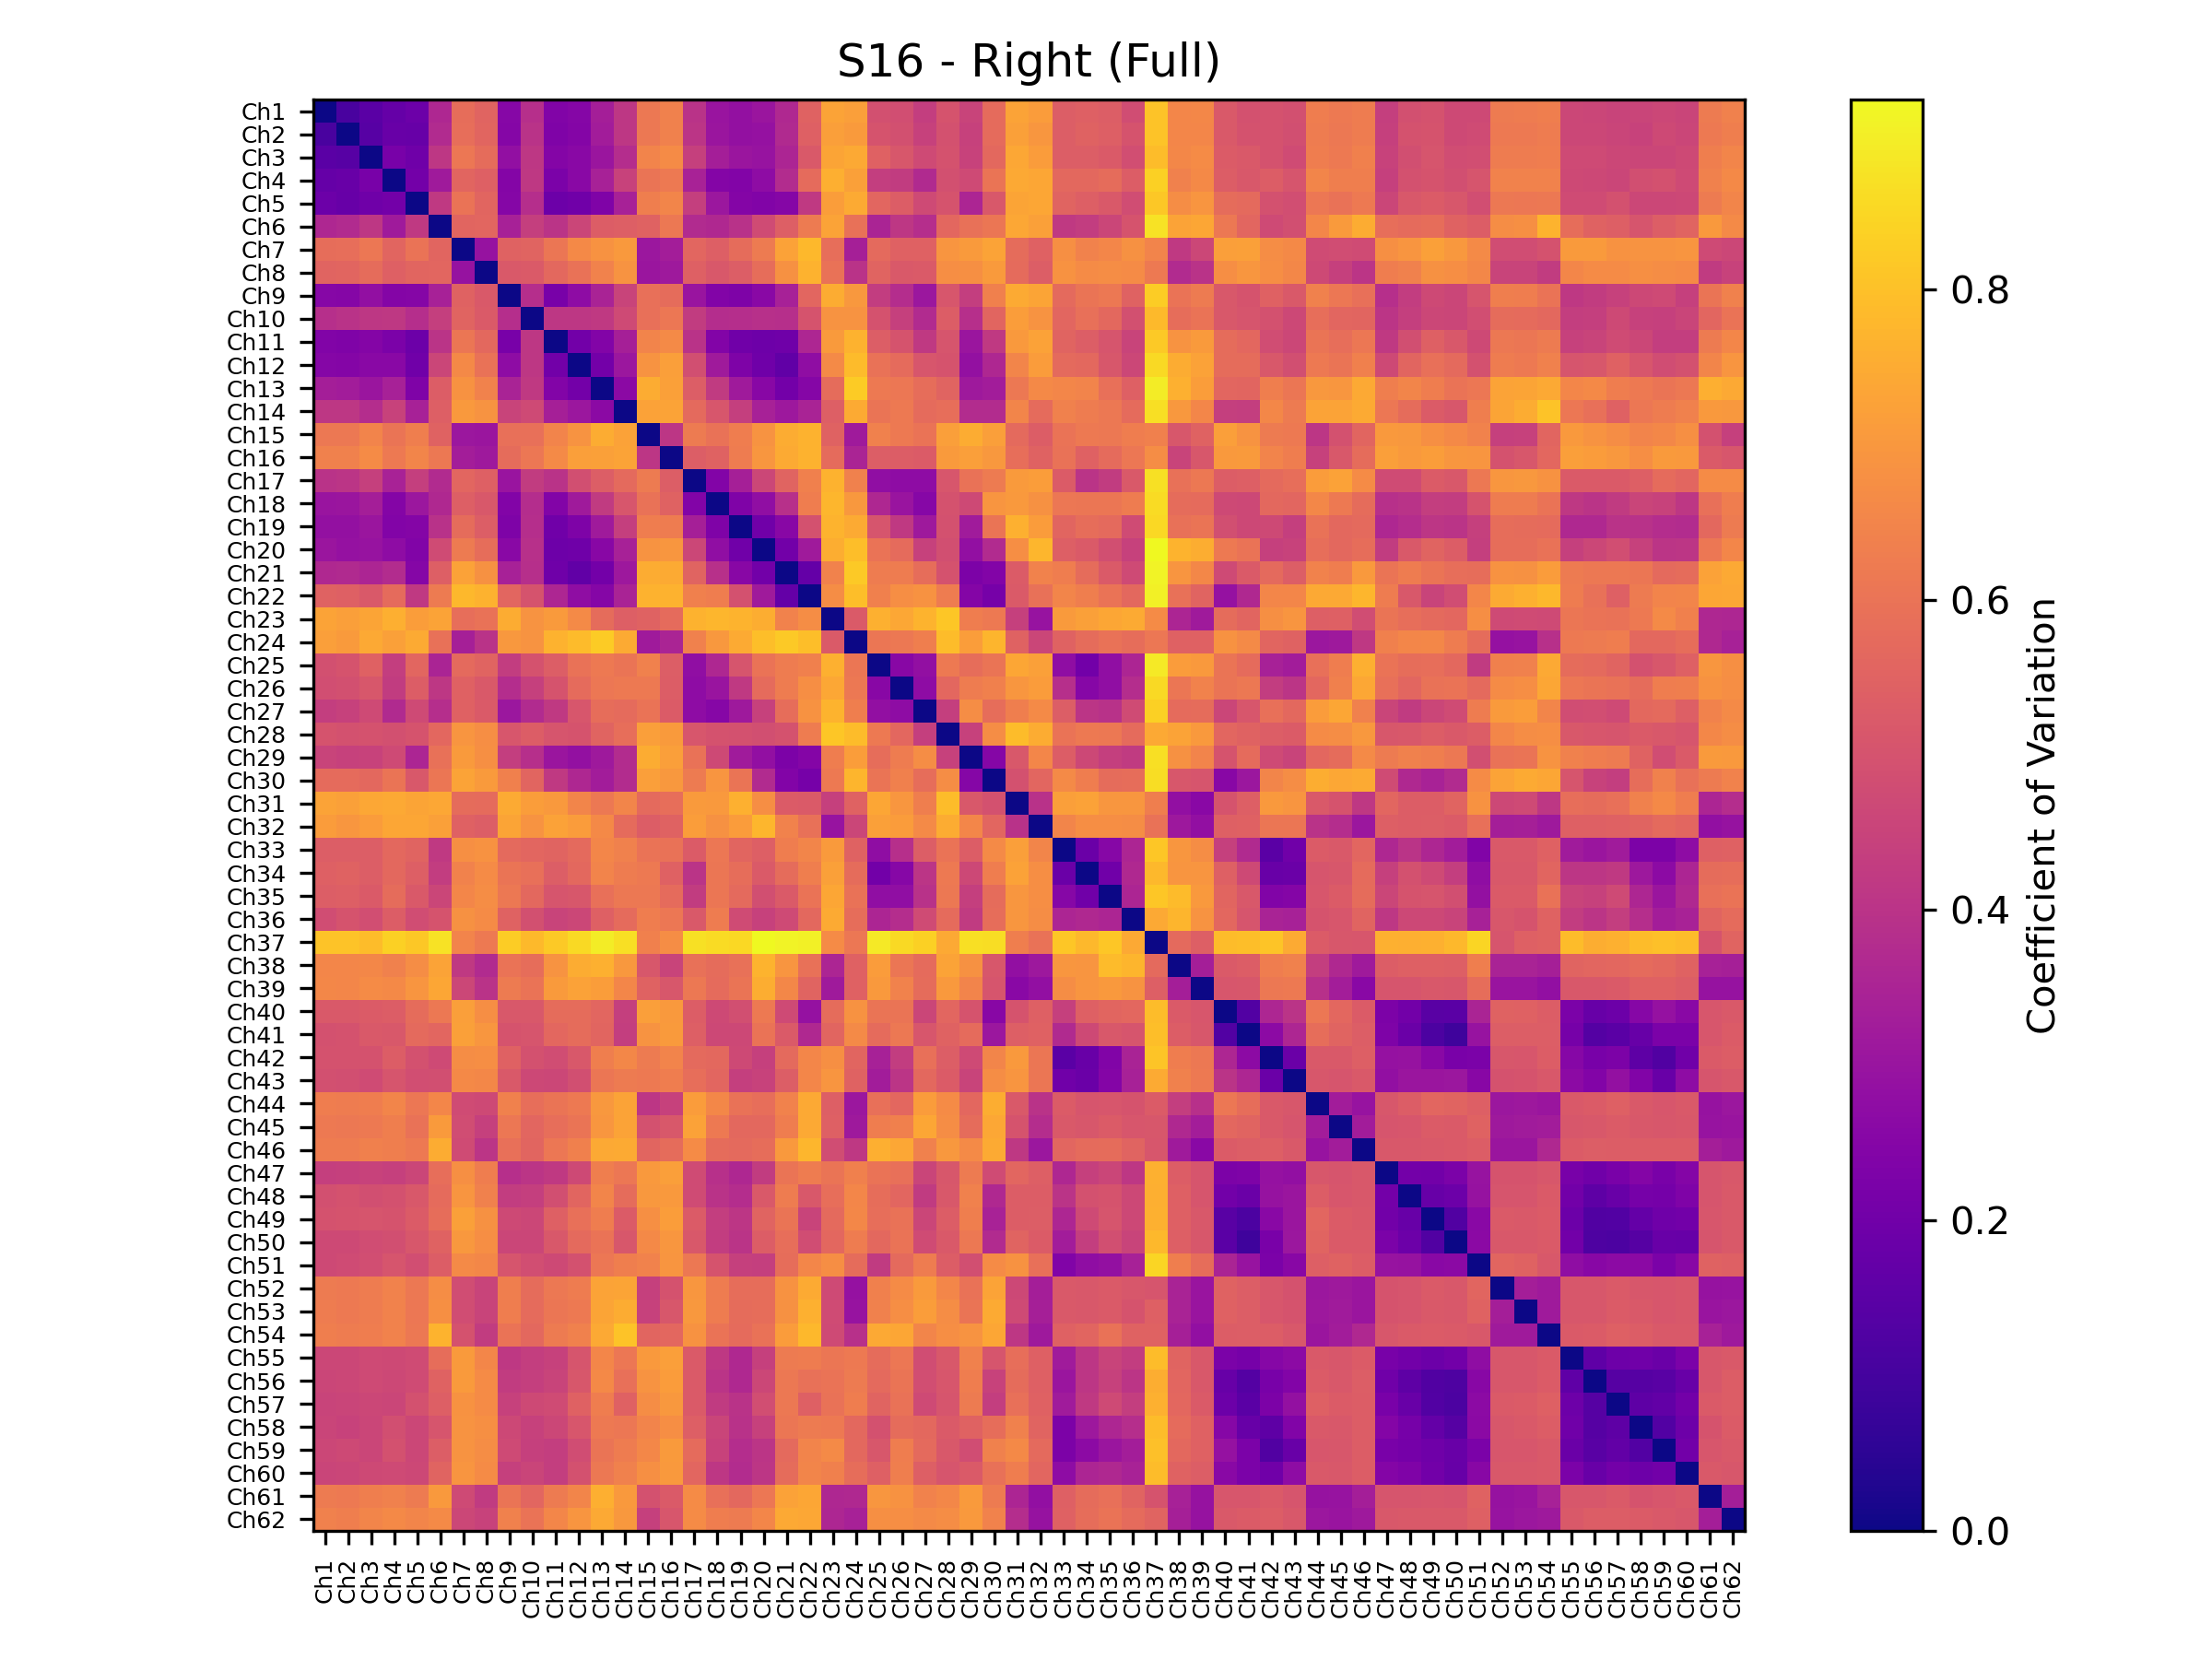 S16 - Right (Full)
Ch1
Ch2
Ch3
Ch4
Ch5
Ch6
Ch7
Ch8
Ch9
Ch10
Ch11
Ch12
Ch13
Ch14
Ch15
Ch16
Ch17
Ch18
Ch19
Ch20
Ch21
Ch22
Ch23
Ch24
Ch25
Ch26
Ch27
Ch28
Ch29
Ch30
Ch31
Ch32
Ch33
Ch34
Ch35
Ch36
Ch37
Ch38
Ch39
Ch40
Ch41
Ch42
Ch43
Ch44
Ch45
Ch46
Ch47
Ch48
Ch49
Ch50
Ch51
Ch52
Ch53
Ch54
Ch55
Ch56
Ch57
Ch58
Ch59
Ch60
Ch61
Ch62
Ch1
Ch2
Ch3
Ch4
Ch5
Ch6
Ch7
Ch8
Ch9
Ch10
Ch11
Ch12
Ch13
Ch14
Ch15
Ch16
Ch17
Ch18
Ch19
Ch20
Ch21
Ch22
Ch23
Ch24
Ch25
Ch26
Ch27
Ch28
Ch29
Ch30
Ch31
Ch32
Ch33
Ch34
Ch35
Ch36
Ch37
Ch38
Ch39
Ch40
Ch41
Ch42
Ch43
Ch44
Ch45
Ch46
Ch47
Ch48
Ch49
Ch50
Ch51
Ch52
Ch53
Ch54
Ch55
Ch56
Ch57
Ch58
Ch59
Ch60
Ch61
Ch62
0.8
0.6
0.4
0.2
0.0
Coefficient of Variation